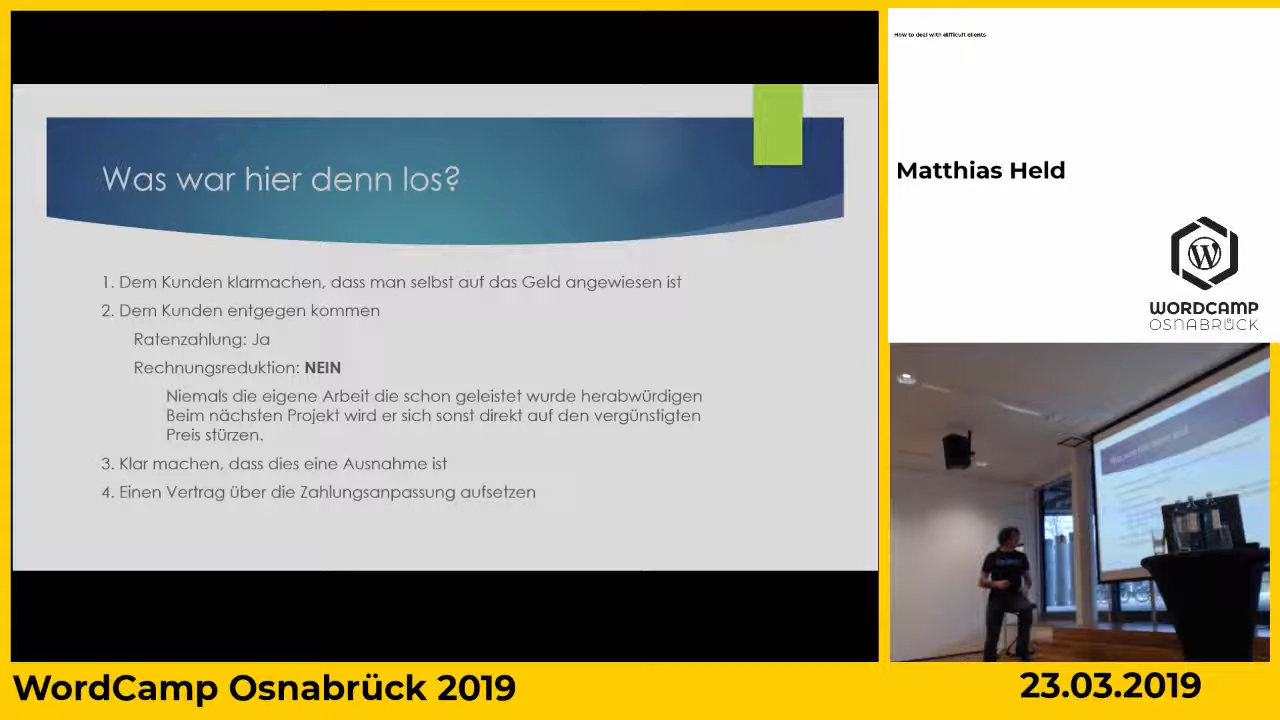 Was war hier denn los?
1. Dem Kunden klarmachen, dass man selbst auf das Geld angewiesen ist
2. Dem Kunden entgegen kommen
Ratenzahlung: Ja
Rechnungsreduktion: NEIN
Niemals die eigene Arbeit die schon geleistet wurde herabwürdigen
Beim nächsten Projekt wird er sich sonst direkt auf den vergünstigten
Preis stürzen.
3. Klar machen, dass dies eine Ausnahme ist
4. Einen Vertrag über die Zahlungsanpassung aufsetzen
How to deal with difficult clients
Matthias Held
WORDCAMP
OSNABRÜCK
WordCamp Osnabrück 2019
23.03.2019